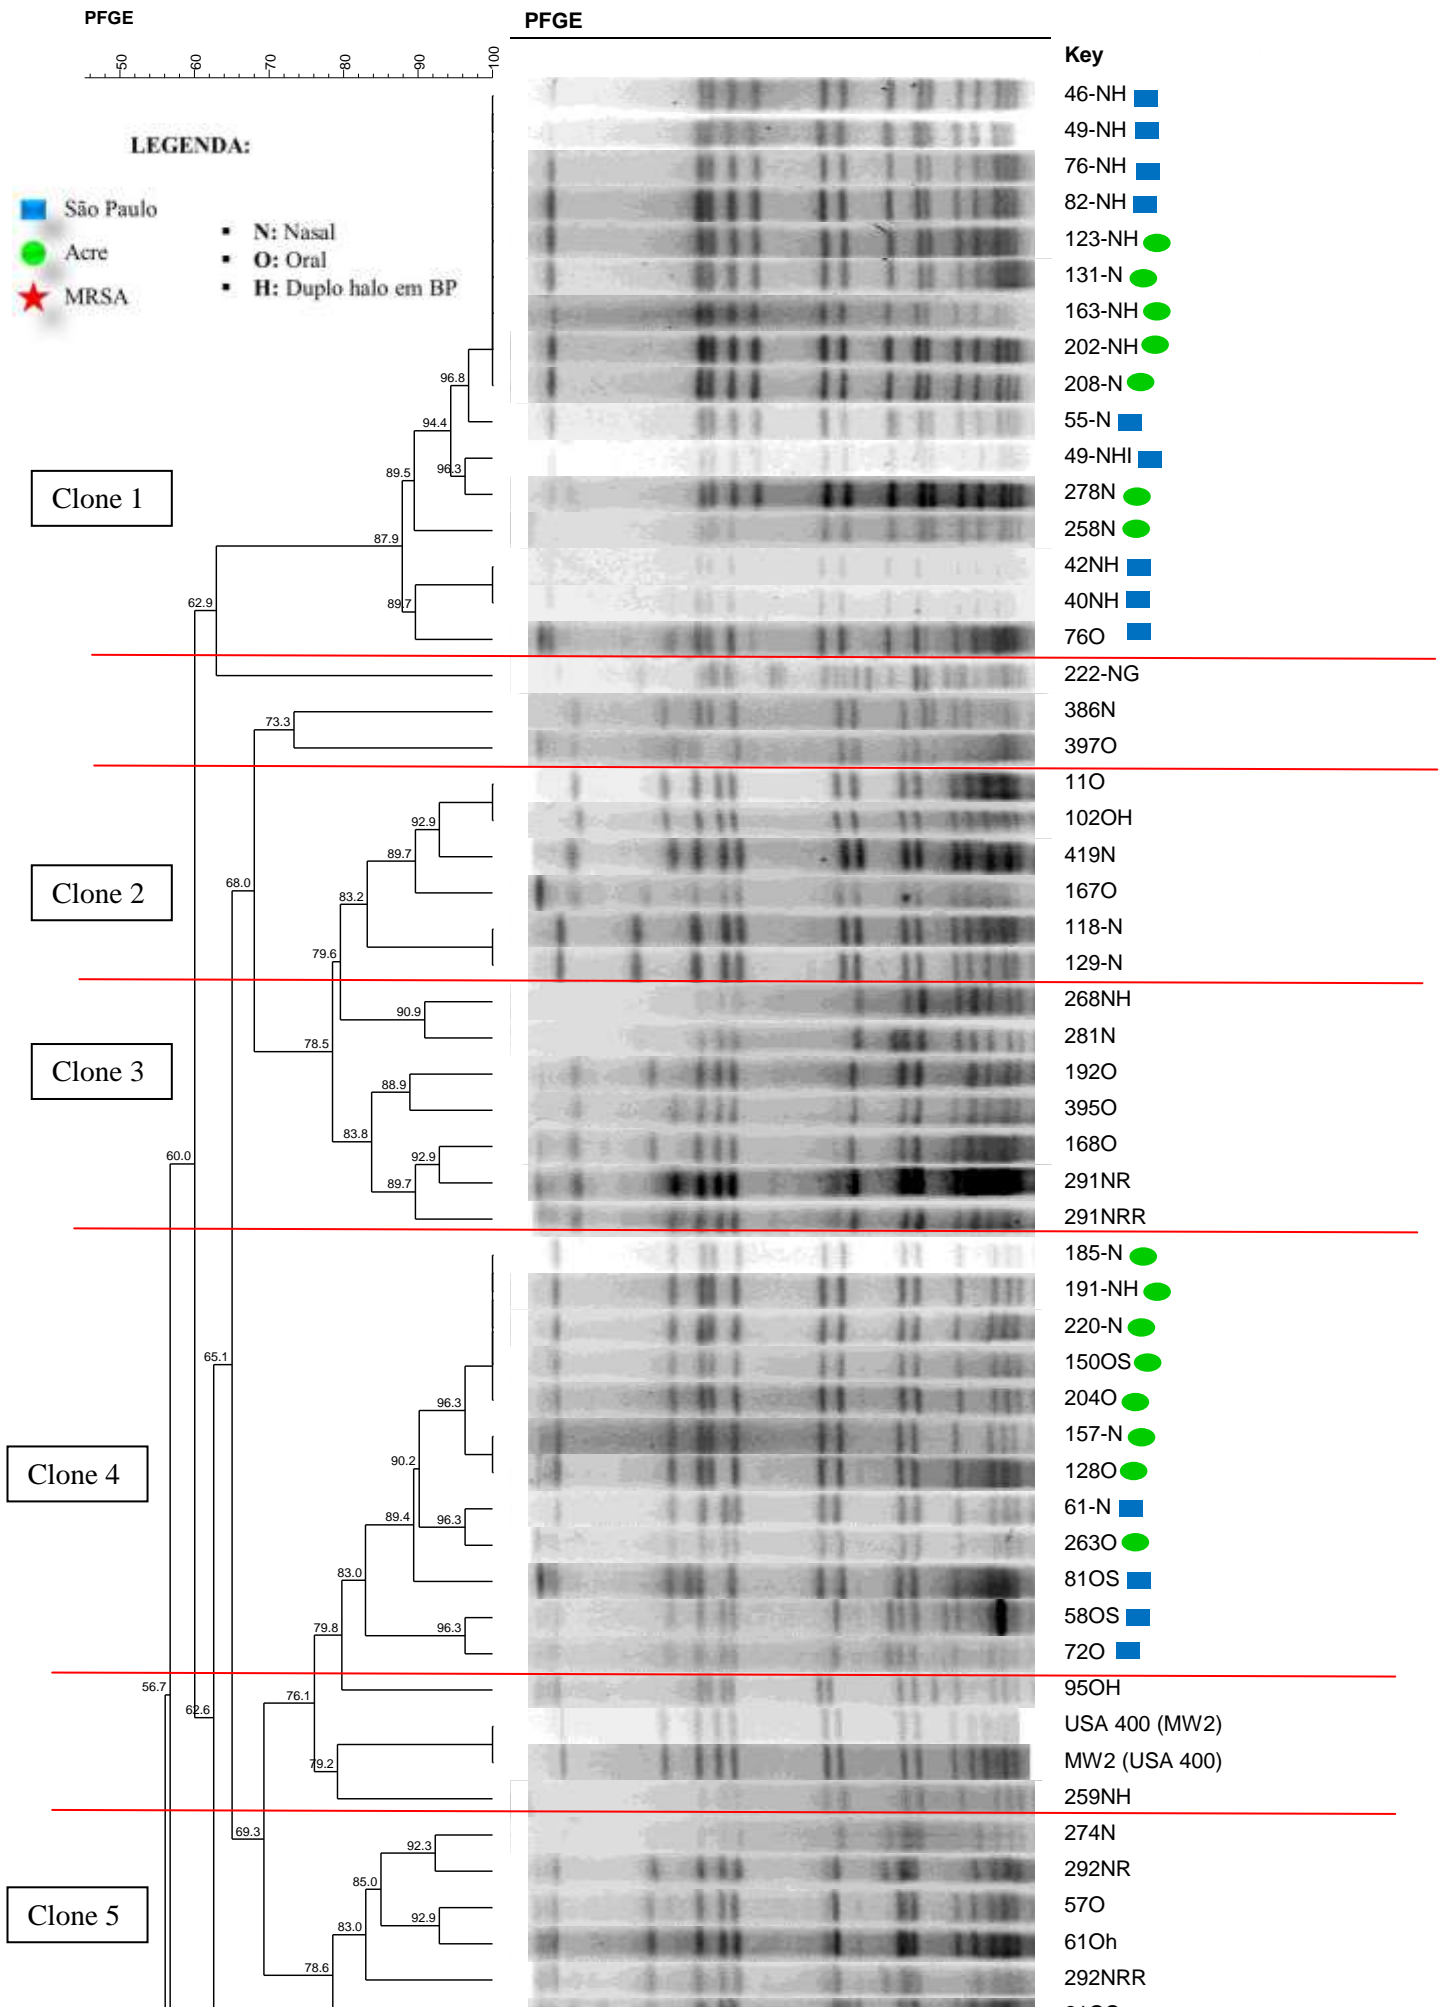 PFGE
PFGE
50 60 70 80 90 100
Key
LEGENDA:
São Paulo
Acre
MRSA
▪ N: Nasal
▪ O: Oral
▪ H: Duplo halo em BP
46-NH
49-NH
76-NH
82-NH
123-NH
131-N
163-NH
202-NH
208-N
96.8
55-N
94.4
49-NHI
96.3
89.5
278N
Clone 1
258N
87.9
42NH
40NH
89.7
62.9
76O
222-NG
386N
73.3
397O
11O
102OH
92.9
419N
89.7
Clone 2
68.0
167O
83.2
118-N
79.6
129-N
268NH
90.9
281N
78.5
Clone 3
192O
88.9
395O
83.8
168O
60.0
92.9
291NR
89.7
291NRR
185-N
191-NH
220-N
65.1
150OS
204O
96.3
157-N
90.2
128O
Clone 4
61-N
89.4
96.3
263O
83.0
81OS
58OS
79.8
96.3
72O
56.7
95OH
76.1
62.6
USA 400 (MW2)
79.2
MW2 (USA 400)
259NH
69.3
274N
92.3
292NR
85.0
57O
Clone 5
83.0
92.9
61Oh
78.6
292NRR